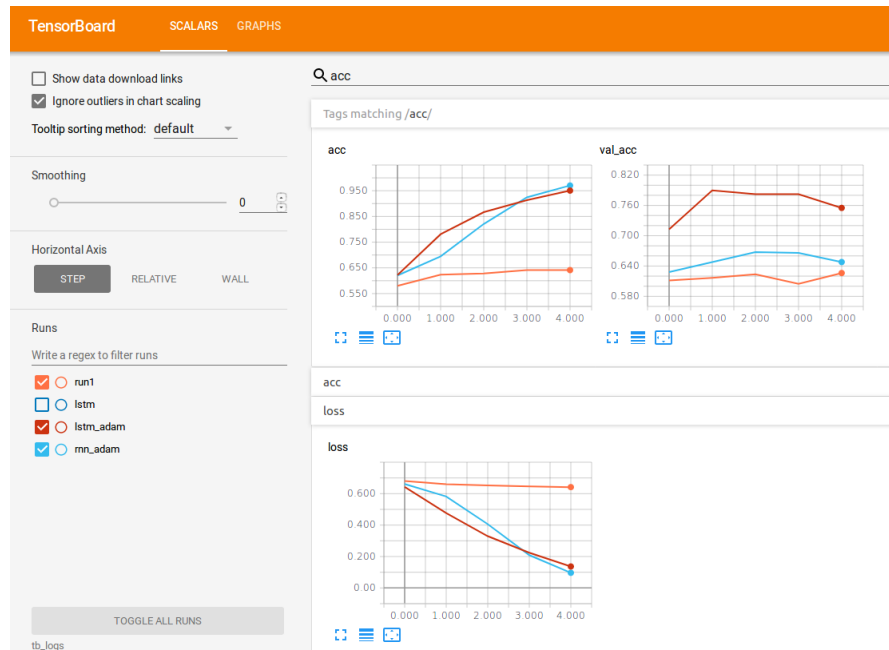 TensorBoard SCALARS GRAPHS
Show data download links
Ignore outliers in chart scaling
Tooltip sorting method: default
Smoothing
0
Horizontal Axis
STEP RELATIVE WALL
Runs
Write a regex to filter runs
run1
lstm
lstm_adam
rnn_adam
TOGGLE ALL RUNS
tb_logs
acc
Tags matching /acc/
acc
0.950
0.850
0.750
0.650
0.550
0.000 1.000 2.000 3.000 4.000
val_acc
0.820
0.760
0.700
0.640
0.580
0.000 1.000 2.000 3.000 4.000
acc
loss
loss
0.600
0.400
0.200
0.00
0.000 1.000 2.000 3.000 4.000